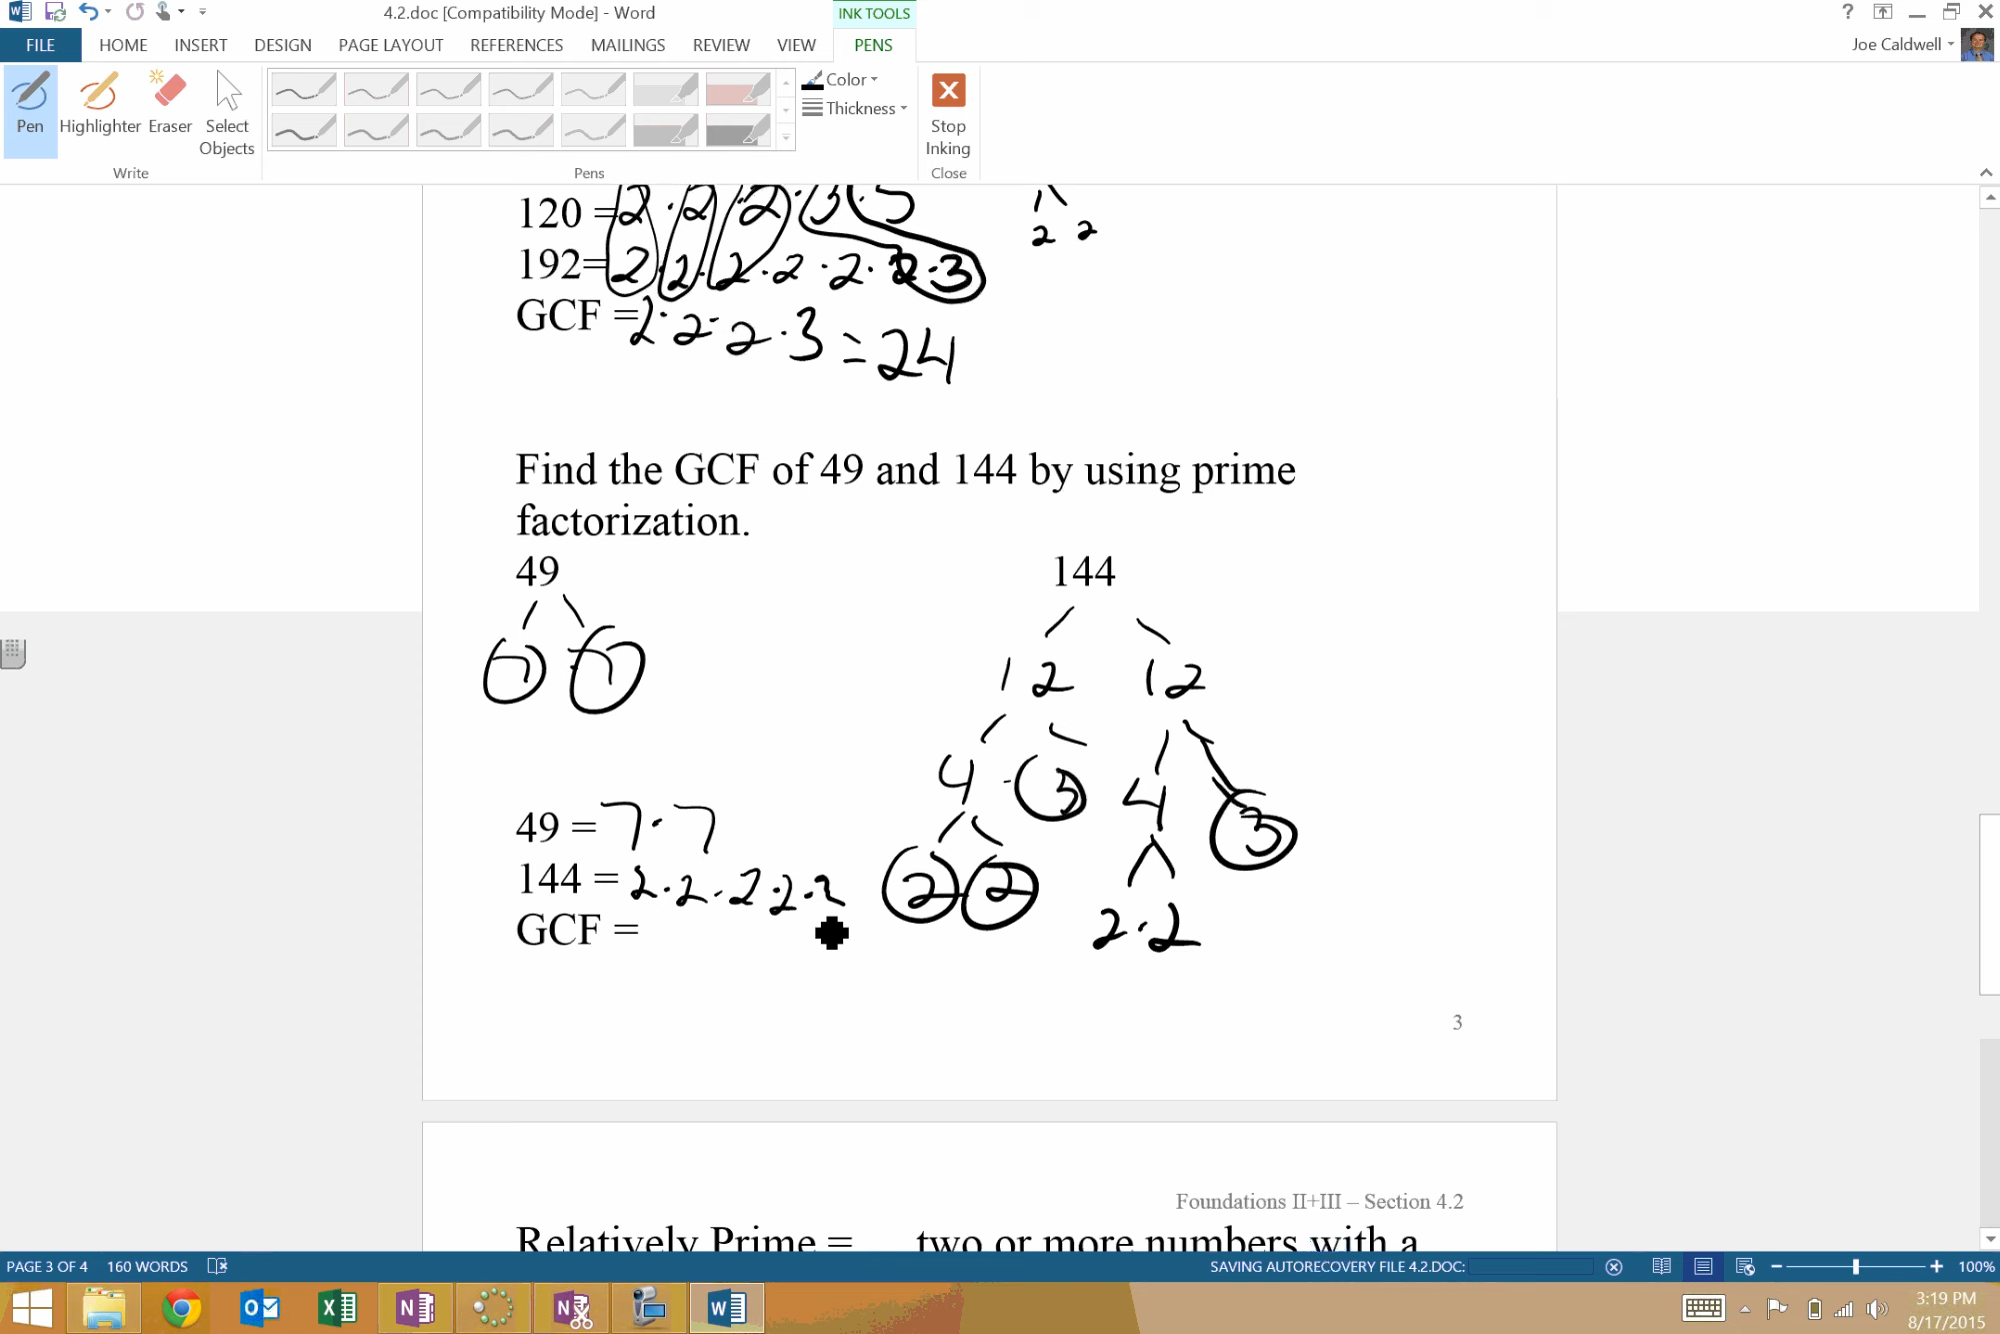 4.2.doc [Compatibility Mode] - Word
INK TOOLS
?
FILE HOME INSERT DESIGN PAGE LAYOUT REFERENCES MAILINGS REVIEW VIEW PENS
Joe Caldwell
Pen Highlighter Eraser Select Objects
Color
Thickness
Stop Inking
Write Pens Close
120 = 2 · 2 · 2 · 3 · 5
2 2
192= 2 · 2 · 2 · 2 · 2 · 2 · 3
GCF = 2 · 2 · 2 · 3 = 24
Find the GCF of 49 and 144 by using prime
factorization.
49 144
7 7 12 12
4 · 3 4 3
2 2 2 · 2
49 = 7 · 7
144 = 2 · 2 · 2 · 2 · 3
GCF =
3
Foundations II+III – Section 4.2
Relatively Prime = two or more numbers with a
PAGE 3 OF 4 160 WORDS SAVING AUTORECOVERY FILE 4.2.DOC: 100%
3:19 PM
8/17/2015